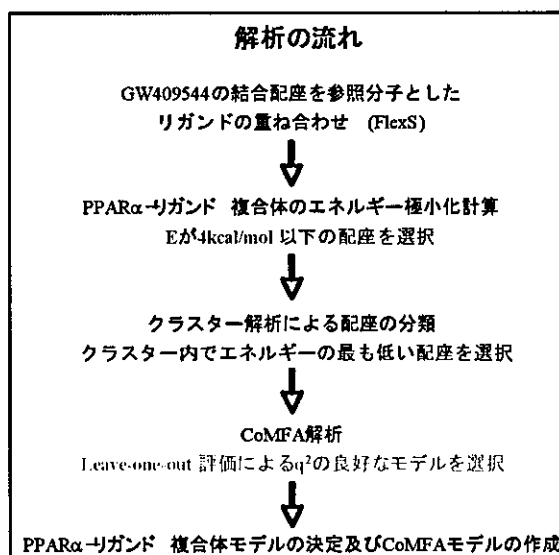 解析の流れ
GW409544の結合配座を参照分子とした
リガンドの重ね合わせ (FlexS)
PPARα-リガンド 複合体のエネルギー極小化計算
Eが4kcal/mol 以下の配座を選択
クラスター解析による配座の分類
クラスター内でエネルギーの最も低い配座を選択
CoMFA解析
Leave-one-out 評価によるq²の良好なモデルを選択
PPARα-リガンド 複合体モデルの決定及びCoMFAモデルの作成